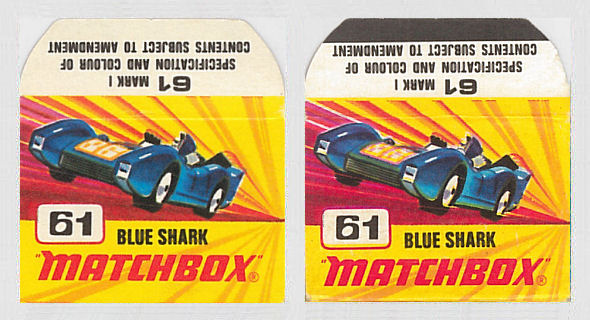 61 MARK I
SPECIFICATION AND COLOUR OF
CONTENTS SUBJECT TO AMENDMENT
61
BLUE SHARK
"MATCHBOX"®
61 MARK I
SPECIFICATION AND COLOUR OF
CONTENTS SUBJECT TO AMENDMENT
61
BLUE SHARK
"MATCHBOX"®